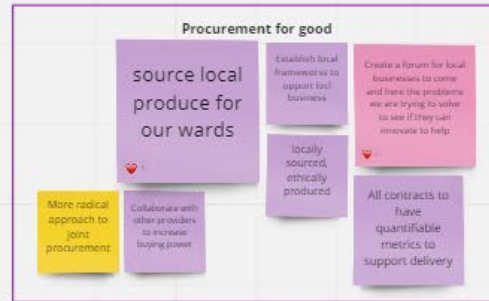 Procurement for good
source local
produce for
our wards
Establish local
frameworks to
opport locl
business
Create a forum for local
businesses to come
and here the problems
we are trying to solve
to see if they can
innovate to help
locally
sourced,
ethically
produced
More radical
approach to
joint
procurement
Collaborate with
other providers
to increase
buying power
All contracts to
have
quantifiable
metrics to
support delivery